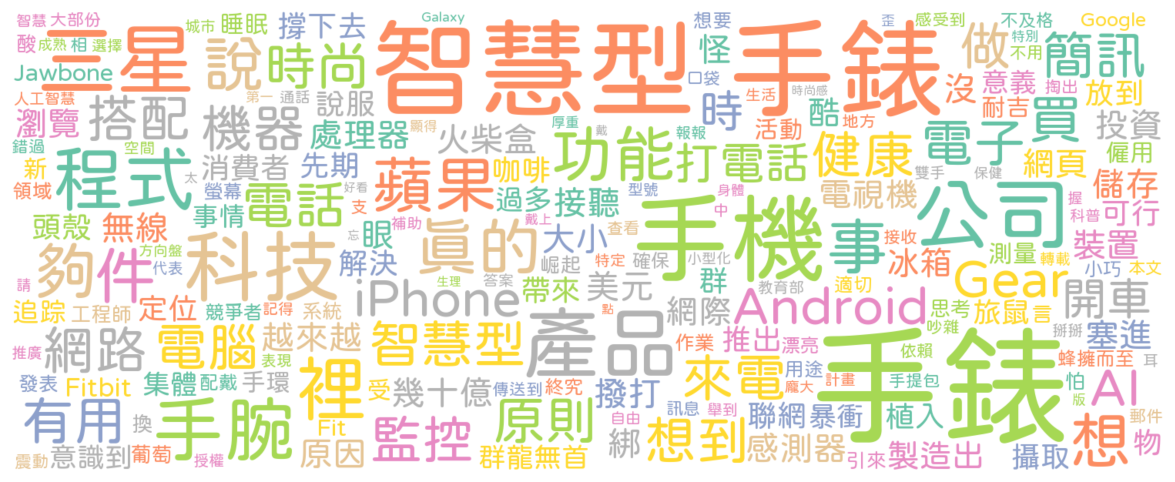 智慧 大部份 城市 睡眠 撐下去 Galaxy 想要 歪 感受到 不及格 Google
酸 成熟 相 選擇 三星 說 時尚 智慧型 手錶 怪 做 特別 不用 簡訊
Jawbone 口袋 沒 意義 掏出
人工智慧 第一 通話 說服 生活 時尚感 酷 地方 耐吉 放到
瀏覽 搭配 機器 處理器 顯得 火柴盒 厚重 時 活動 電子 買 投資
錯過 空間 戴 功能 報報 打電話 健康 僱用
新 程式 消費者 先期 蘋果 咖啡 網頁
領域 太 螢幕 好看 過多 接聽 型號 身體 雙手 保健 儲存
頭殼 無線 事情 電話 支 戴上 中 電視機 公司 握 科普 可行
夠 件 方向盤 科技 忘 補助 真的 眼 大小 查看 手機 事 接收 測量 轉載 裝置
請 代表 解決 生理 答案 崛起 特定 確保 小型化 群 冰箱 小巧 本文
追踪 工程師 定位 競爭者 記得 系統 iPhone 帶來 美元 教育部 適切 Gear 開車
網路 電腦 越來越 智慧型 點 產品 網際 Android 思考 旅鼠 言
推廣 表現 作業 推出 漂亮 吵雜 掰掰 塞進
發表 Fitbit 集體 配戴 手環 裡 受 幾十億 傳送到 終究 來電 用途 依賴 手錶 蜂擁而至 耳
換 撥打 龐大 計畫 手提包 怕 AI
有用 手腕 Fit 監控 原則 訊息 舉到 聯網 暴衝 植入 版 郵件
自由 綁 想到 感測器 想 物
震動 意識到 葡萄 授權 原因 群龍無首 引來 製造出 攝取